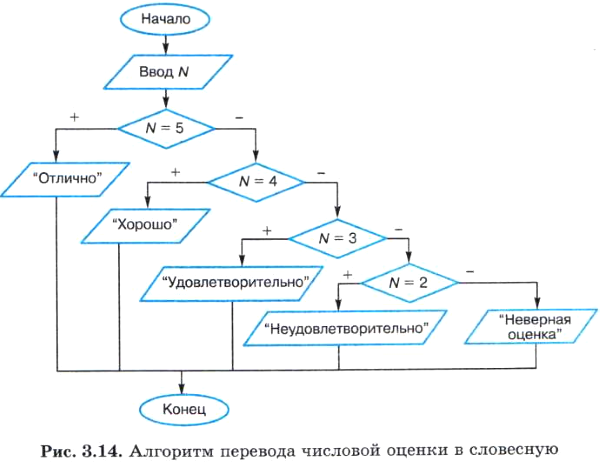 Начало
Ввод N
+
N = 5
–
"Отлично"
+
N = 4
–
"Хорошо"
+
N = 3
–
"Удовлетворительно"
+
N = 2
–
"Неудовлетворительно"
"Неверная
оценка"
Конец
Рис. 3.14. Алгоритм перевода числовой оценки в словесную